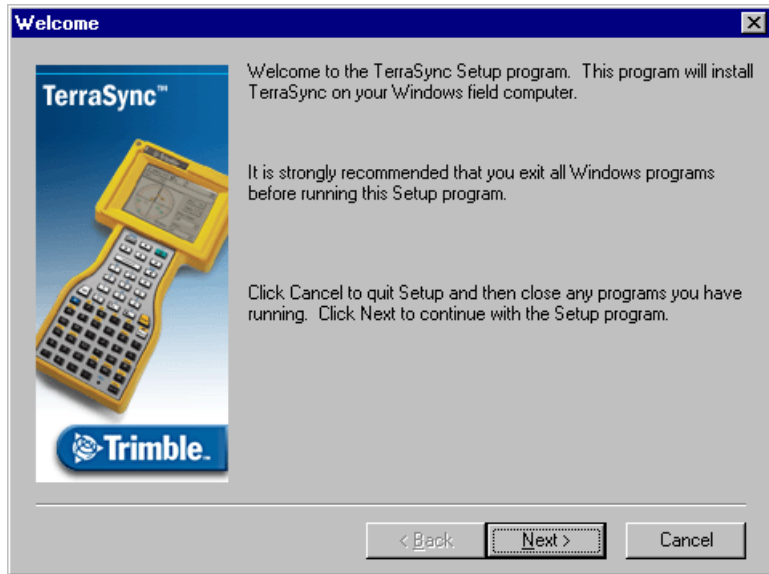 Welcome
TerraSync™
Welcome to the TerraSync Setup program. This program will install
TerraSync on your Windows field computer.
It is strongly recommended that you exit all Windows programs
before running this Setup program.
Click Cancel to quit Setup and then close any programs you have
running. Click Next to continue with the Setup program.
Trimble
< Back
Next >
Cancel